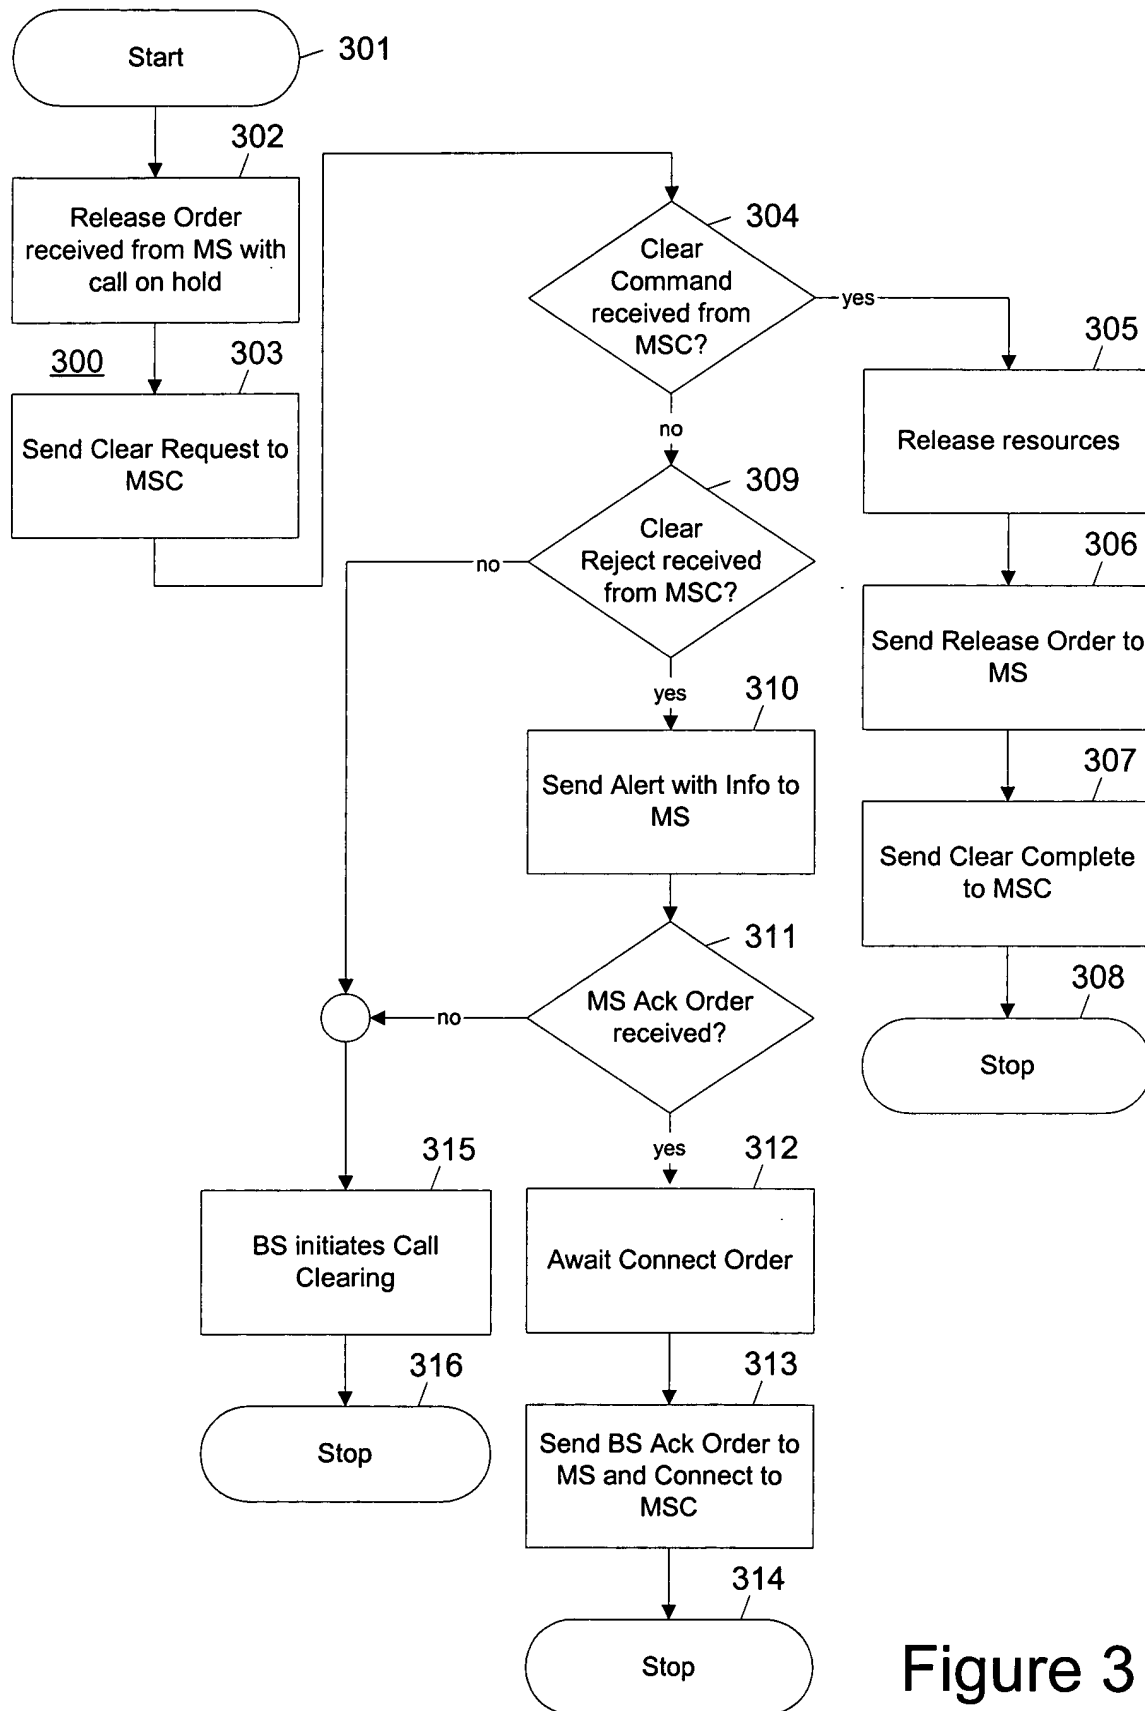 Start
301
302
Release Order
received from MS with
call on hold
300
303
Send Clear Request to
MSC
304
Clear
Command
received from
MSC?
yes
no
305
Release resources
309
Clear
Reject received
from MSC?
no
yes
306
Send Release Order to
MS
310
Send Alert with Info to
MS
307
Send Clear Complete
to MSC
311
MS Ack Order
received?
no
yes
308
Stop
315
BS initiates Call
Clearing
312
Await Connect Order
316
Stop
313
Send BS Ack Order to
MS and Connect to
MSC
314
Stop
Figure 3